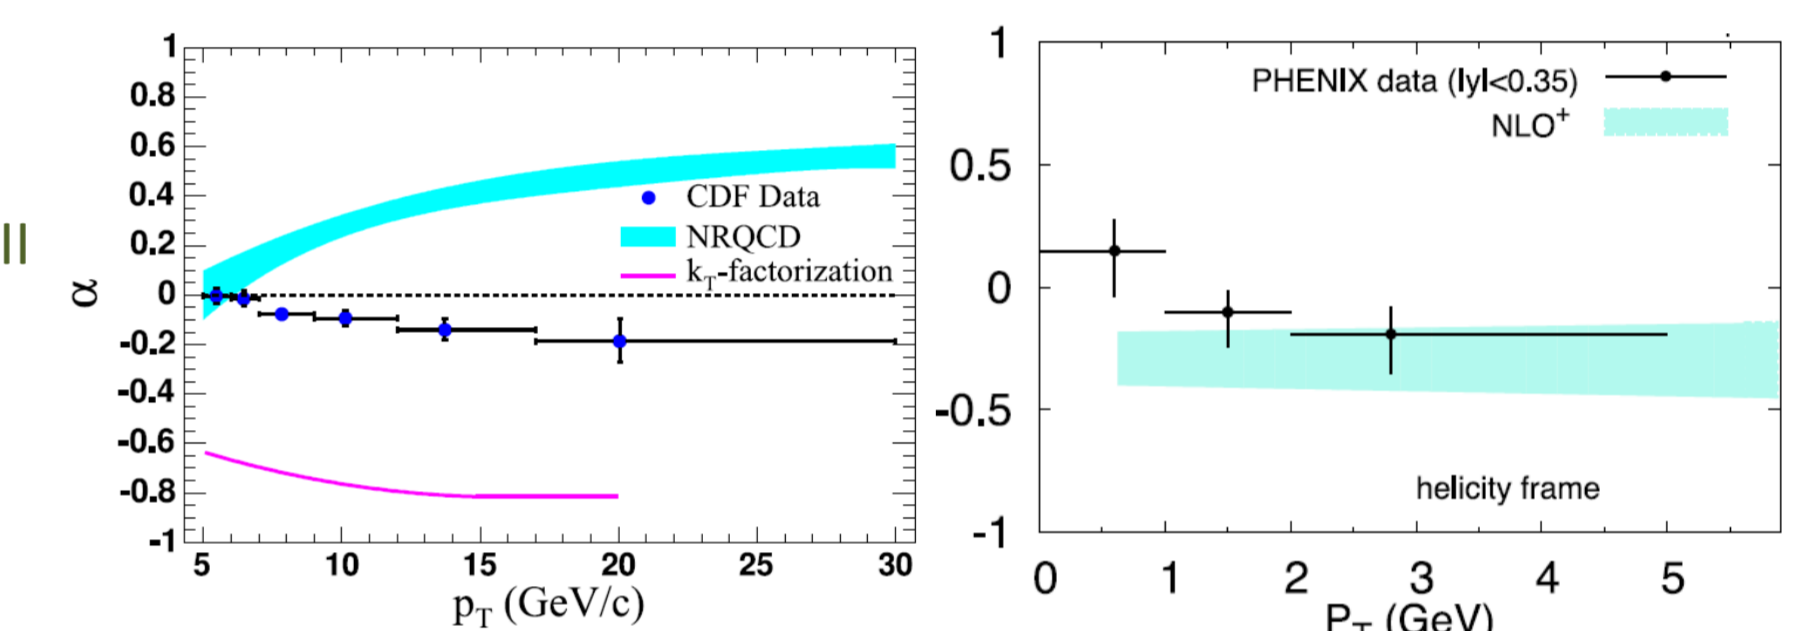 1
0.8
0.6
0.4
0.2
0
-0.2
-0.4
-0.6
-0.8
-1
α
CDF Data
NRQCD
kT-factorization
5 10 15 20 25 30
pT (GeV/c)
1
0.5
0
-0.5
-1
PHENIX data (lyl<0.35)
NLO+
helicity frame
0 1 2 3 4 5
PT (GeV)